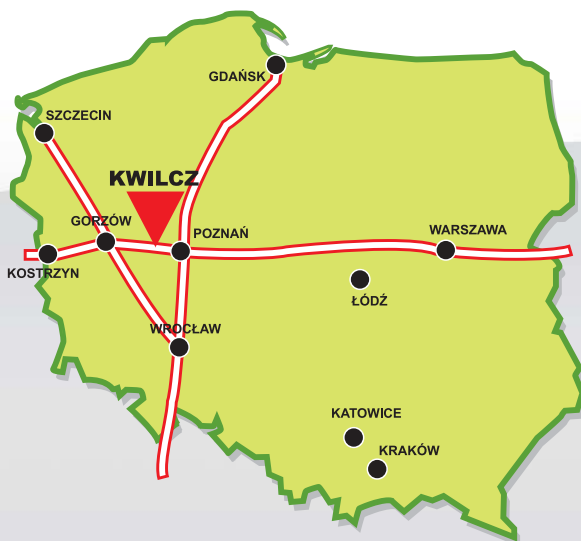 GDAŃSK
SZCZECIN
KWILCZ
GORZÓW
POZNAŃ
WARSZAWA
KOSTRZYN
ŁÓDŹ
WROCŁAW
KATOWICE
KRAKÓW